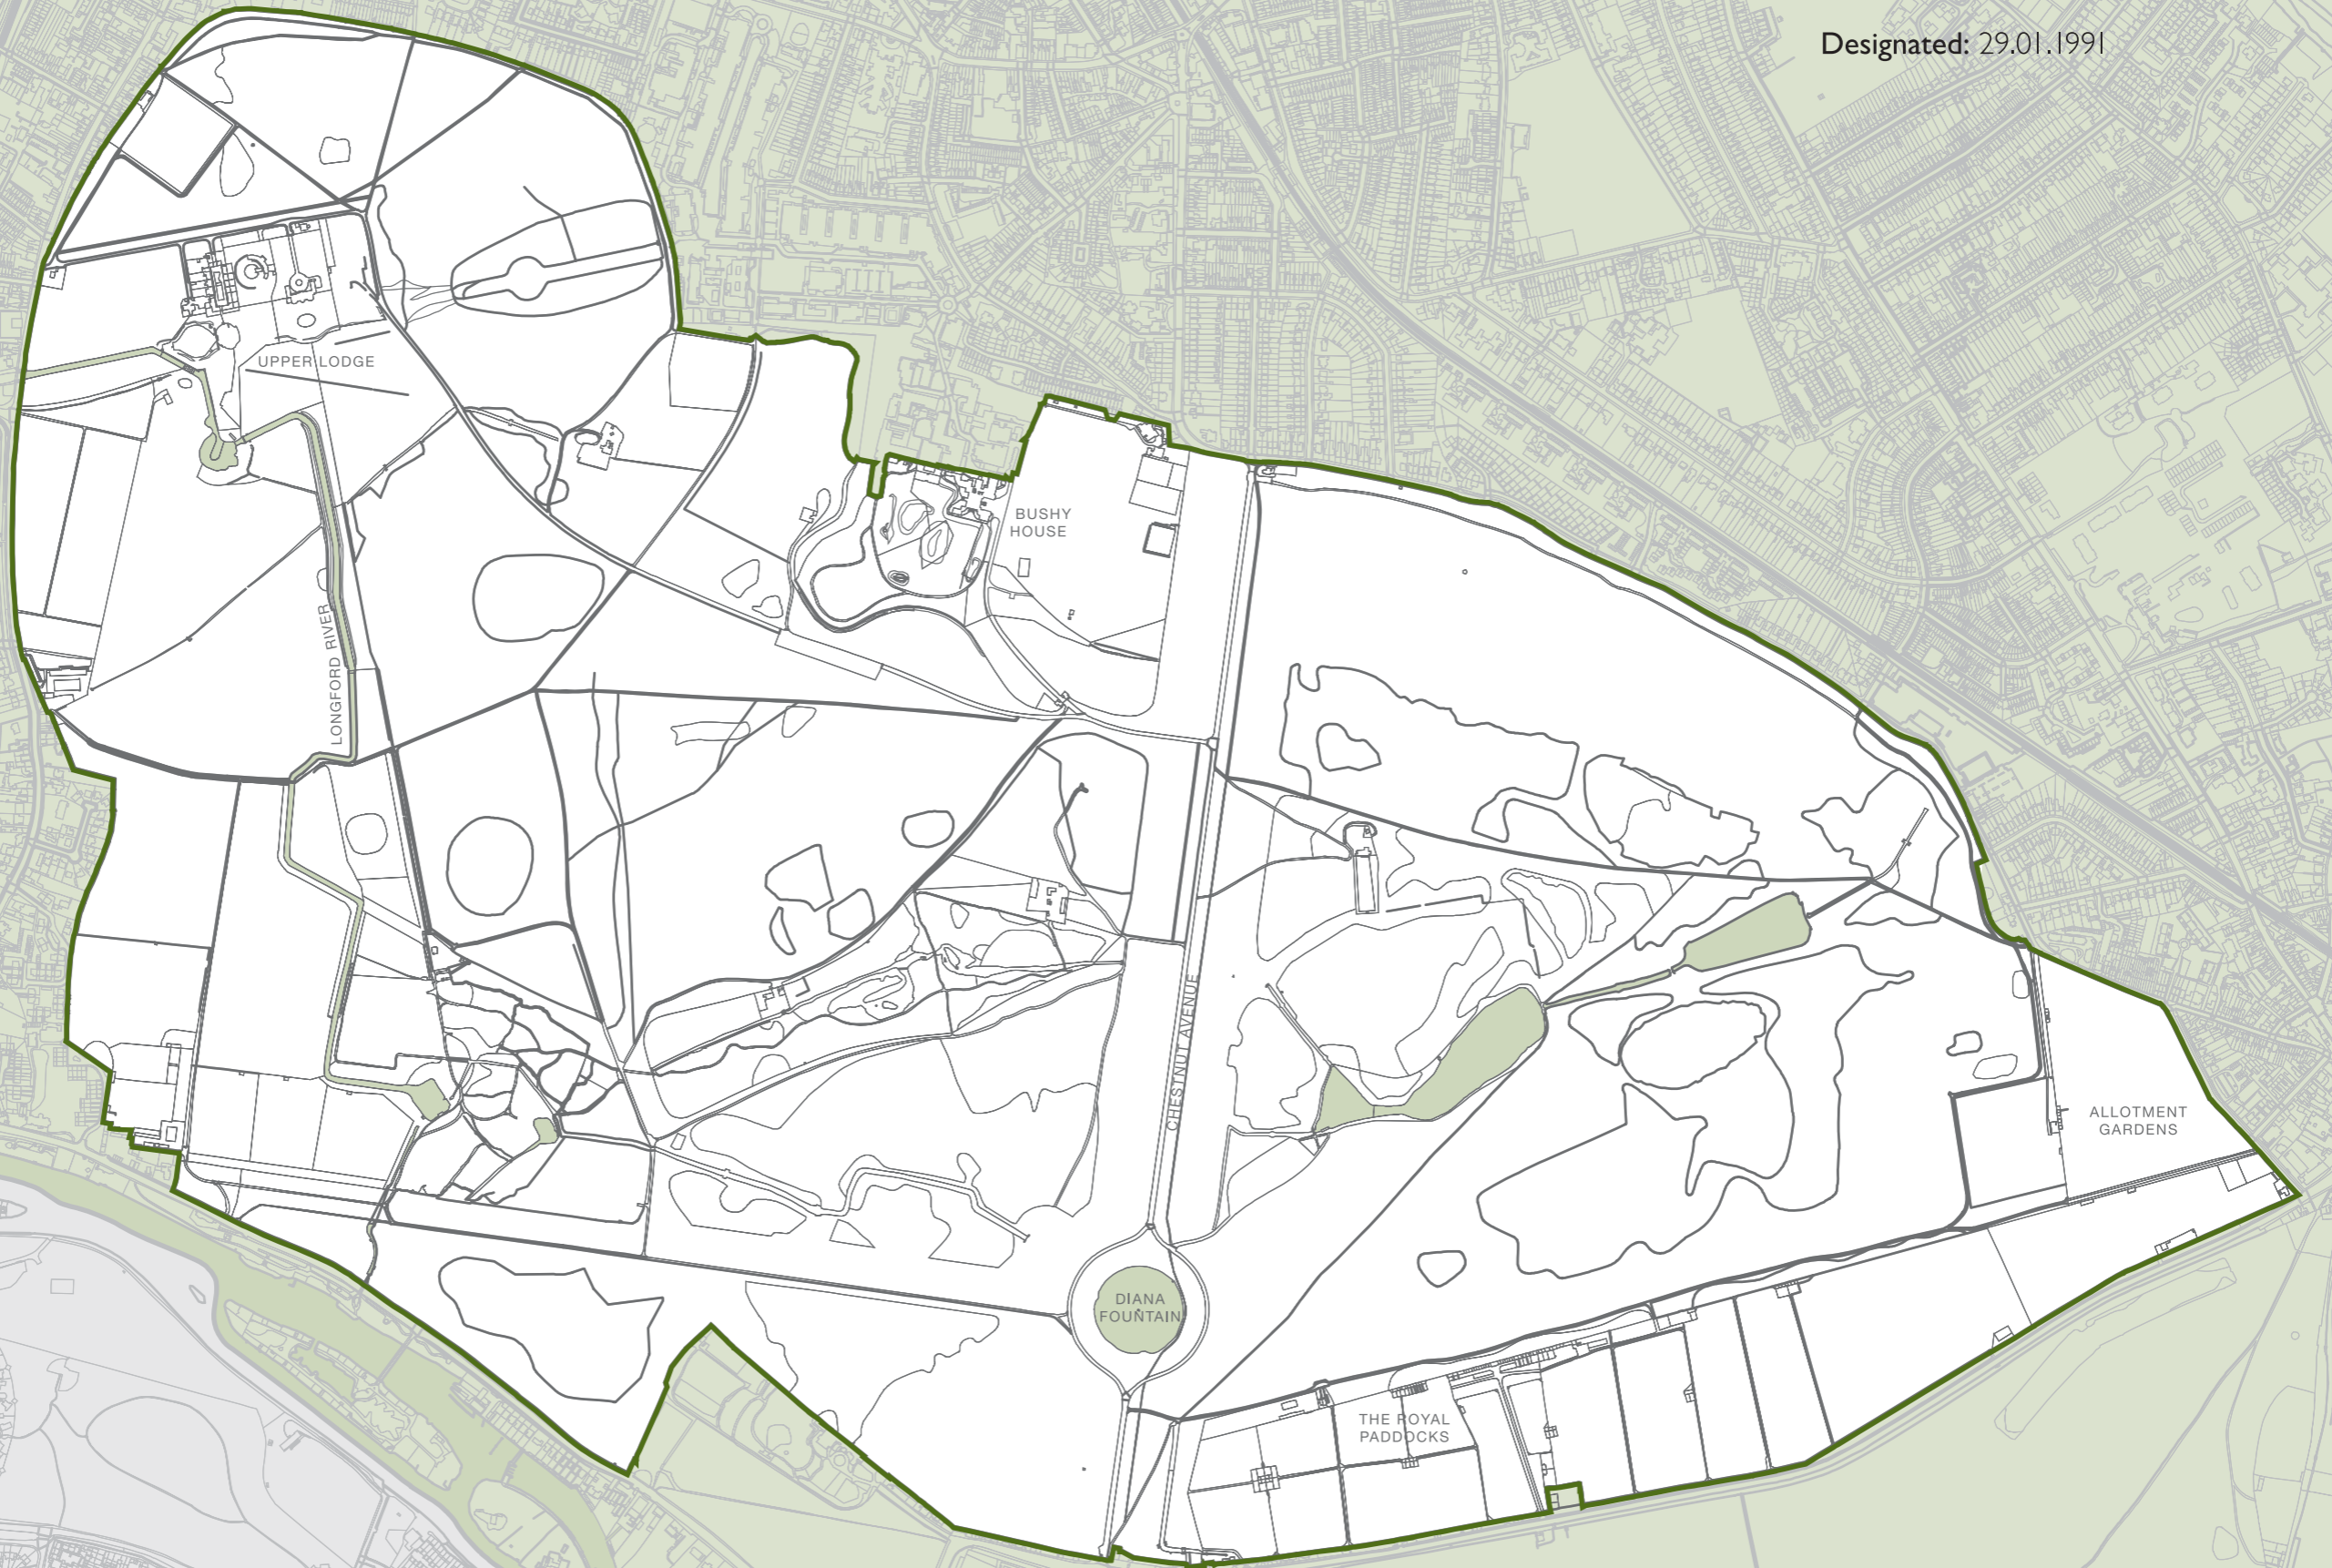 Designated: 29.01.1991
UPPER LODGE
BUSHY
HOUSE
LONGFORD RIVER
CHESTNUT AVENUE
ALLOTMENT
GARDENS
DIANA
FOUNTAIN
THE ROYAL
PADDOCKS